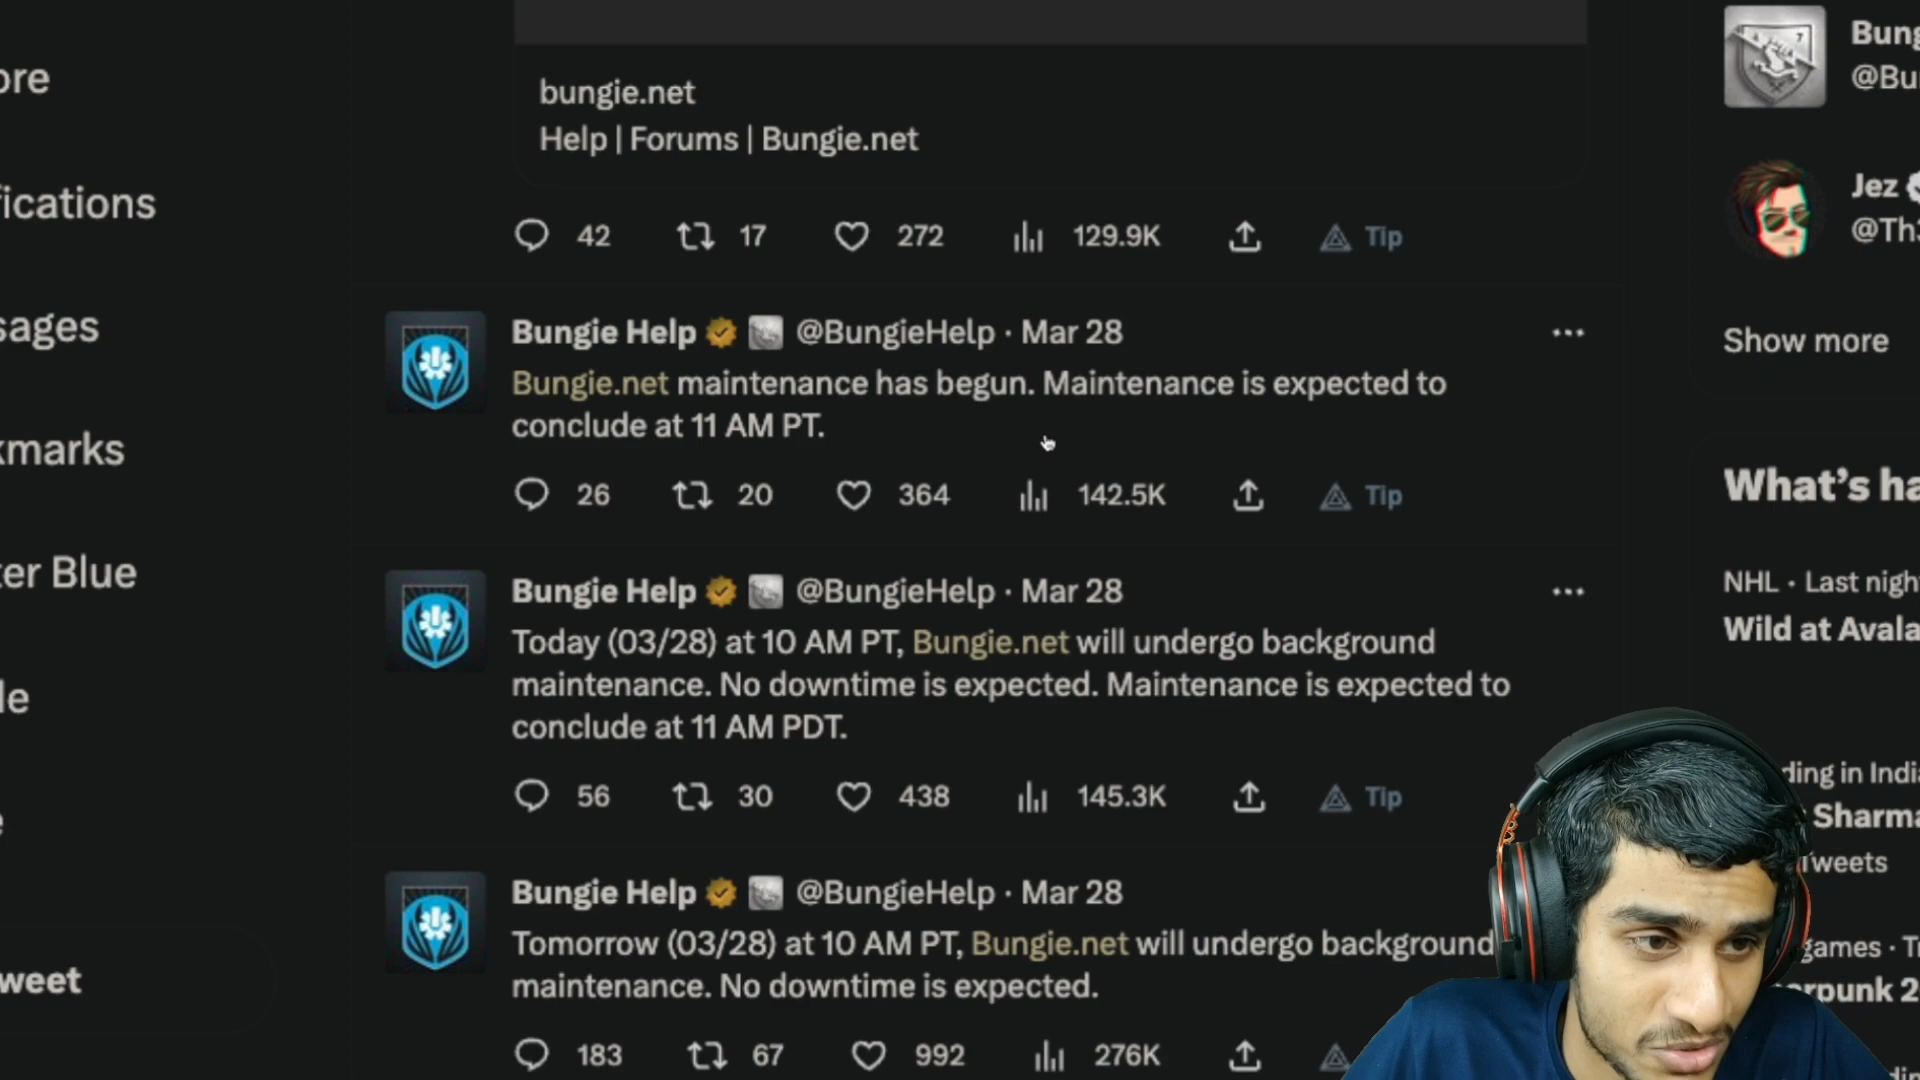 ore
fications
sages
kmarks
ter Blue
le
e
weet
bungie.net
Help | Forums | Bungie.net
42 17 272 129.9K Tip
Bungie Help @BungieHelp · Mar 28
Bungie.net maintenance has begun. Maintenance is expected to
conclude at 11 AM PT.
26 20 364 142.5K Tip
Bungie Help @BungieHelp · Mar 28
Today (03/28) at 10 AM PT, Bungie.net will undergo background
maintenance. No downtime is expected. Maintenance is expected to
conclude at 11 AM PDT.
56 30 438 145.3K Tip
Bungie Help @BungieHelp · Mar 28
Tomorrow (03/28) at 10 AM PT, Bungie.net will undergo background
maintenance. No downtime is expected.
183 67 992 276K
Bung
@Bu
Jez
@Th3
Show more
What's ha
NHL · Last nigh
Wild at Avala
ding in India
Sharma
Tweets
games · T
erpunk 2